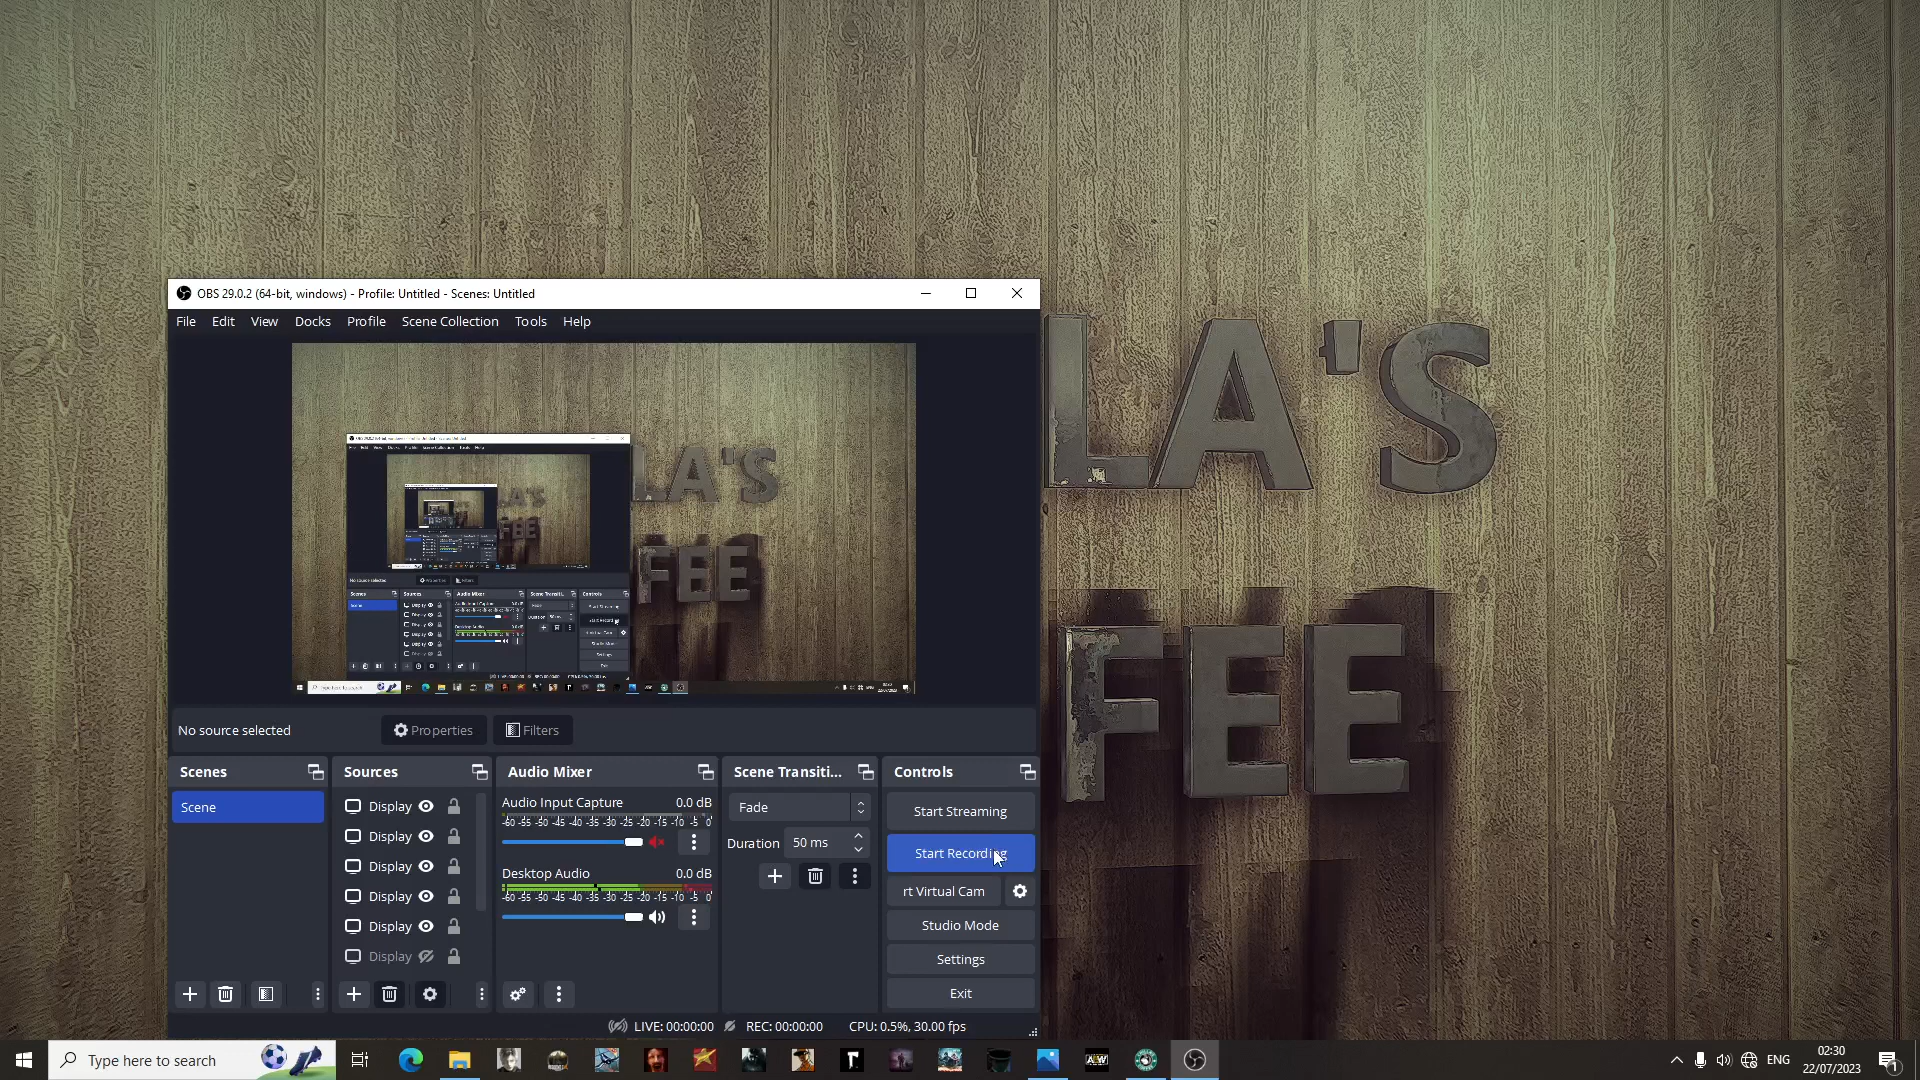 LA'S
FEE
OBS 29.0.2 (64-bit, windows) - Profile: Untitled - Scenes: Untitled
File Edit View Docks Profile Scene Collection Tools Help
No source selected Properties Filters
Scenes Sources Audio Mixer Scene Transiti... Controls
Scene
Display
Display
Display
Display
Display
Display
Audio Input Capture 0.0 dB
-60 -55 -50 -45 -40 -35 -30 -25 -20 -15 -10 -5 0
Desktop Audio 0.0 dB
-60 -55 -50 -45 -40 -35 -30 -25 -20 -15 -10 -5 0
Fade
Duration 50 ms
Start Streaming
Start Recording
rt Virtual Cam
Studio Mode
Settings
Exit
LIVE: 00:00:00 REC: 00:00:00 CPU: 0.5%, 30.00 fps
Type here to search
ENG
02:30
22/07/2023